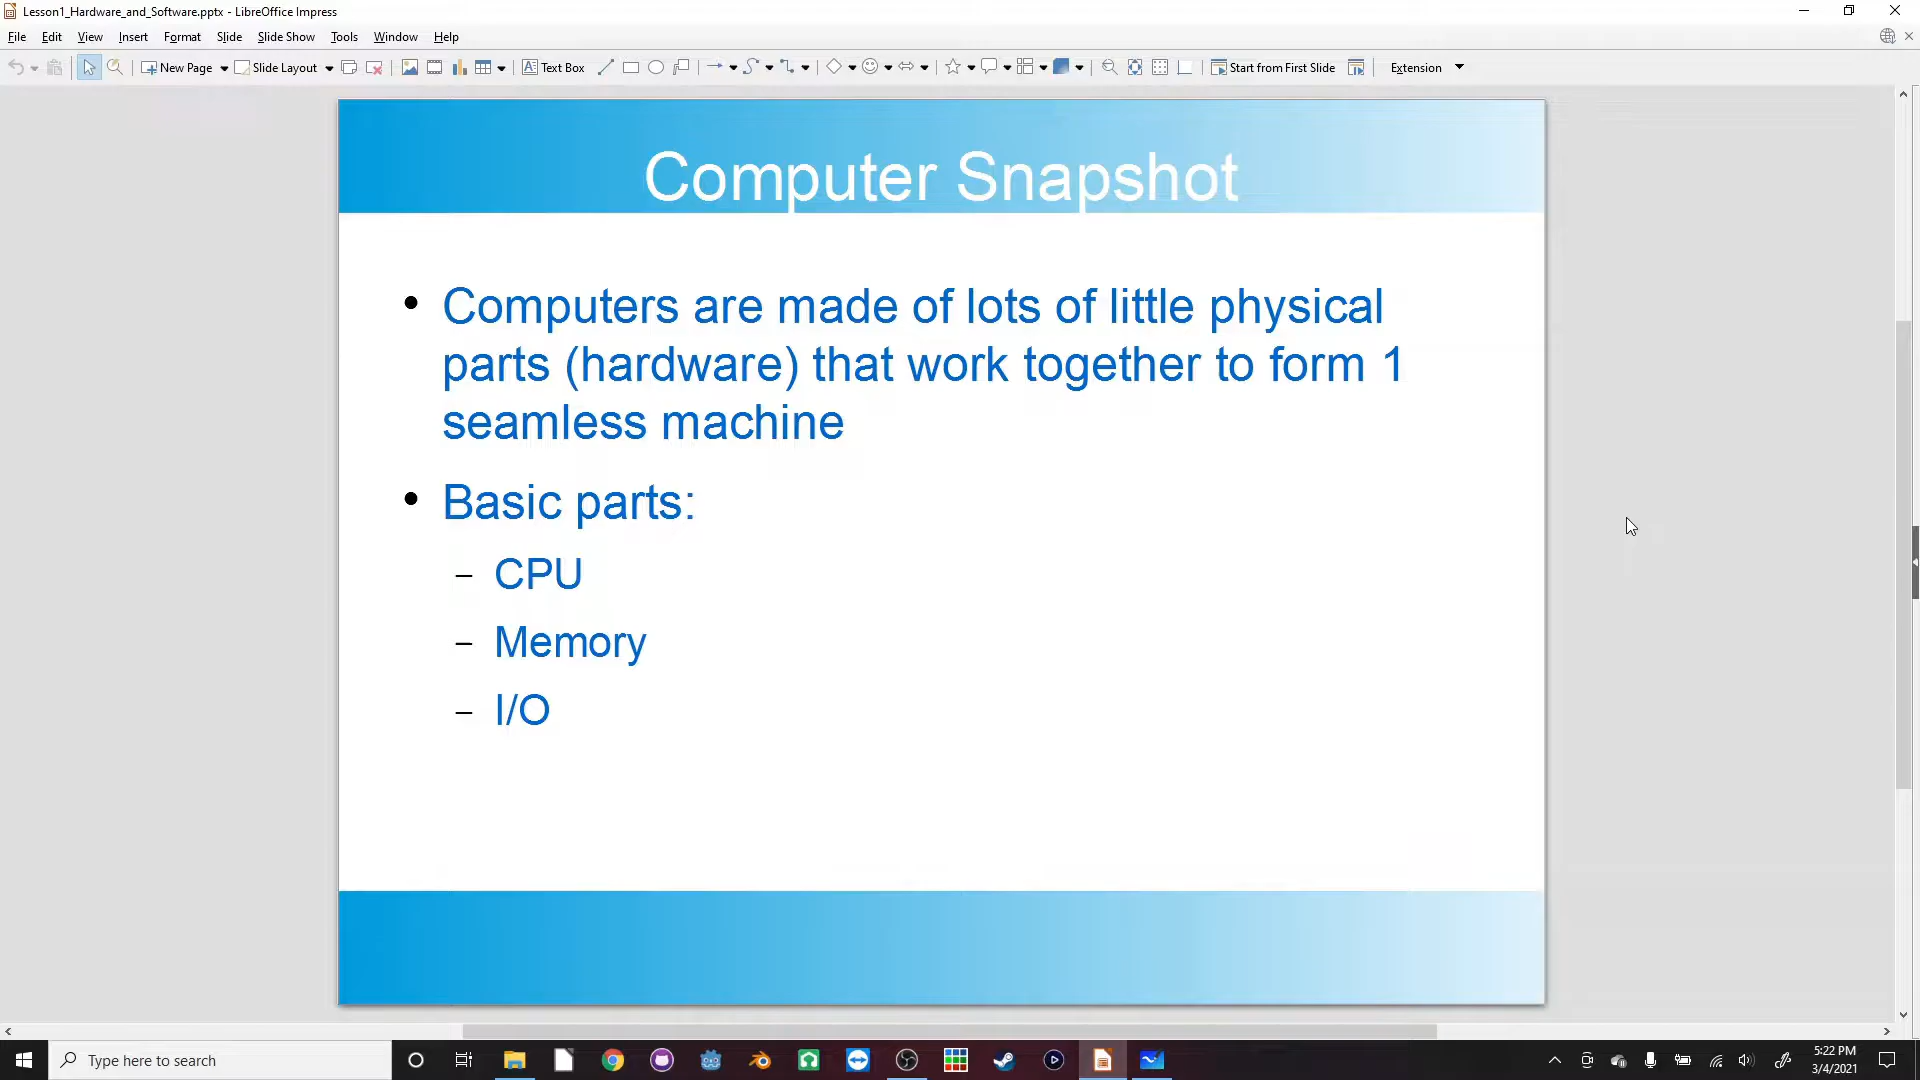 Lesson1_Hardware_and_Software.pptx - LibreOffice Impress
File Edit View Insert Format Slide Slide Show Tools Window Help
New Page Slide Layout Text Box Start from First Slide Extension
Computer Snapshot
• Computers are made of lots of little physical
parts (hardware) that work together to form 1
seamless machine
• Basic parts:
– CPU
– Memory
– I/O
Type here to search
5:22 PM
3/4/2021